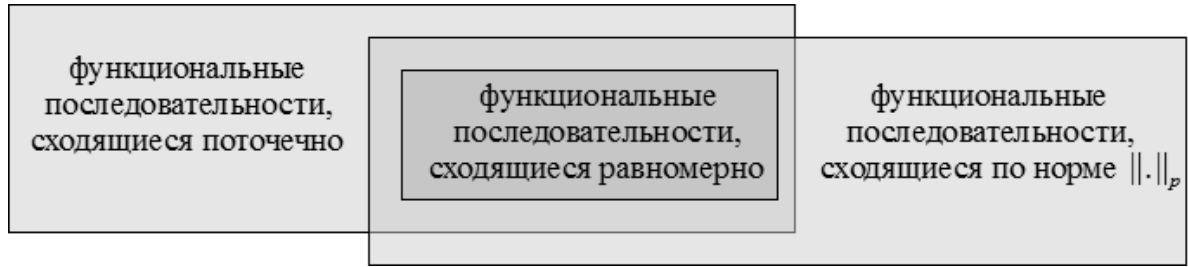 функциональные
последовательности,
сходящиеся поточечно
функциональные
последовательности,
сходящиеся равномерно
функциональные
последовательности,
сходящиеся по норме ‖.‖ₚ